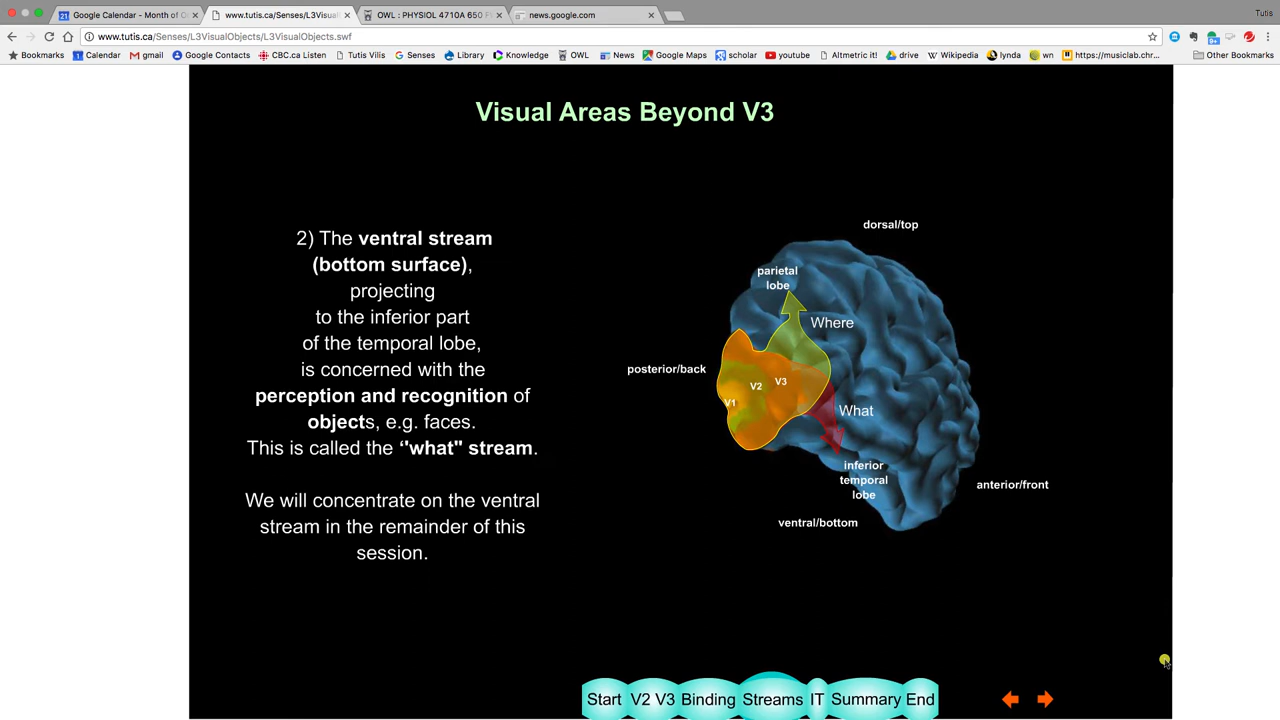 Google Calendar - Month of O
www.tutis.ca/Senses/L3Visual
OWL : PHYSIOL 4710A 650 F
news.google.com
Tutis
www.tutis.ca/Senses/L3VisualObjects/L3VisualObjects.swf
Bookmarks Calendar gmail Google Contacts CBC.ca Listen Tutis Vilis Senses Library Knowledge OWL News Google Maps scholar youtube Altmetric it! drive Wikipedia lynda wn https://musiclab.chr... Other Bookmarks
Visual Areas Beyond V3
2) The ventral stream
(bottom surface),
projecting
to the inferior part
of the temporal lobe,
is concerned with the
perception and recognition of
objects, e.g. faces.
This is called the ‘'what" stream.
We will concentrate on the ventral
stream in the remainder of this
session.
dorsal/top
parietal
lobe
Where
posterior/back
V1
V2
V3
What
inferior
temporal
lobe
anterior/front
ventral/bottom
Start V2 V3 Binding Streams IT Summary End